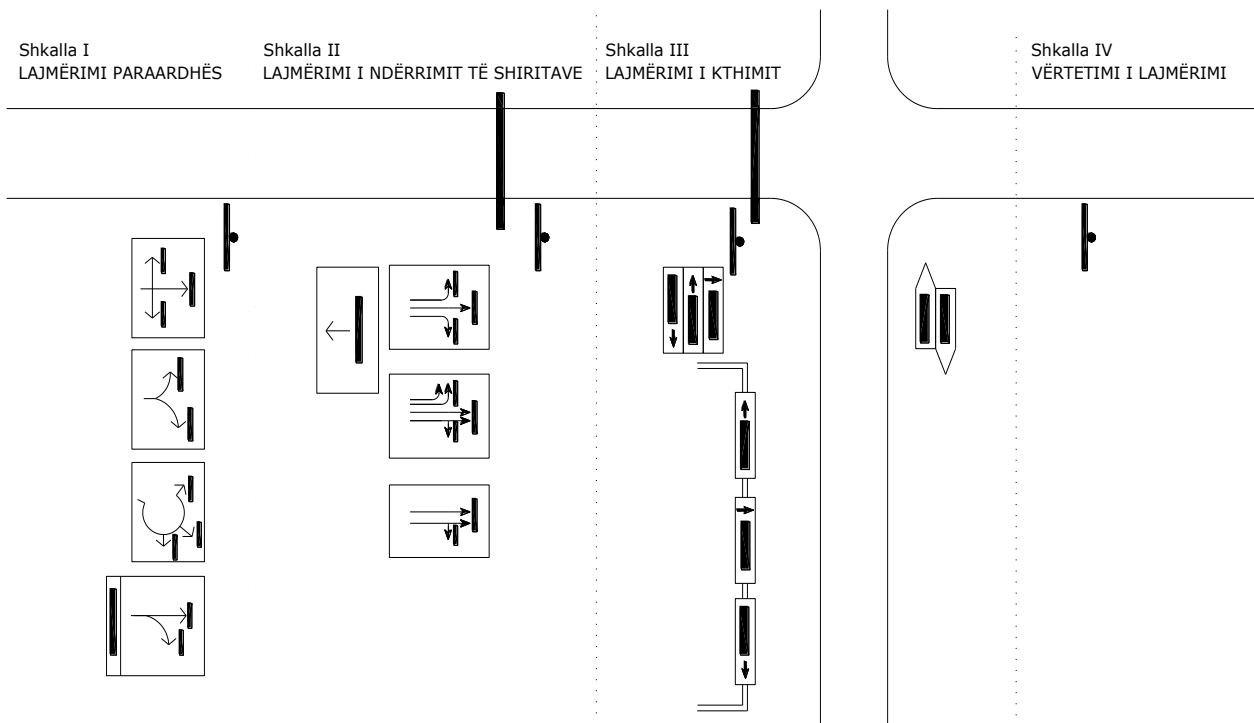 Shkalla I
LAJMËRIMI PARAARDHËS
Shkalla II
LAJMËRIMI I NDËRRIMIT TË SHIRITAVE
Shkalla III
LAJMËRIMI I KTHIMIT
Shkalla IV
VËRTETIMI I LAJMËRIMI